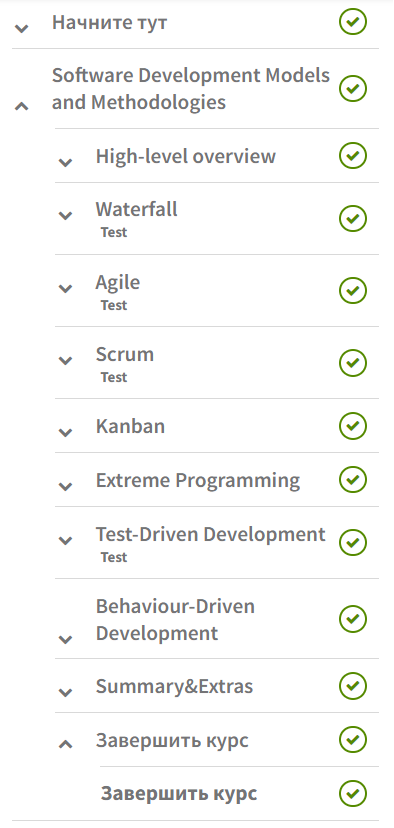 Начните тут
Software Development Models
and Methodologies
High-level overview
Waterfall
Test
Agile
Test
Scrum
Test
Kanban
Extreme Programming
Test-Driven Development
Test
Behaviour-Driven
Development
Summary&Extras
Завершить курс
Завершить курс